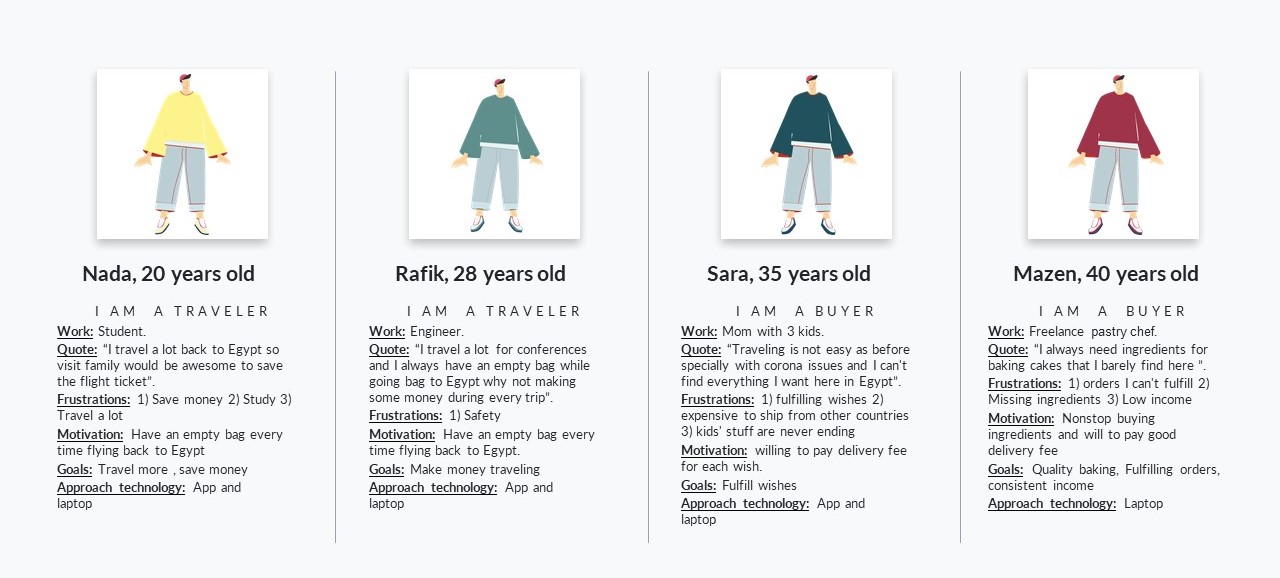 Nada, 20 years old
I AM A TRAVELER
Work: Student.
Quote: “I travel a lot back to Egypt so
visit family would be awesome to save
the flight ticket”.
Frustrations: 1) Save money 2) Study 3)
Travel a lot
Motivation: Have an empty bag every
time flying back to Egypt
Goals: Travel more , save money
Approach technology: App and
laptop
Rafik, 28 years old
I AM A TRAVELER
Work: Engineer.
Quote: “I travel a lot for conferences
and I always have an empty bag while
going bag to Egypt why not making
some money during every trip”.
Frustrations: 1) Safety
Motivation: Have an empty bag every
time flying back to Egypt.
Goals: Make money traveling
Approach technology: App and
laptop
Sara, 35 years old
I AM A BUYER
Work: Mom with 3 kids.
Quote: “Traveling is not easy as before
specially with corona issues and I can't
find everything I want here in Egypt”.
Frustrations: 1) fulfilling wishes 2)
expensive to ship from other countries
3) kids' stuff are never ending
Motivation: willing to pay delivery fee
for each wish.
Goals: Fulfill wishes
Approach technology: App and
laptop
Mazen, 40 years old
I AM A BUYER
Work: Freelance pastry chef.
Quote: “I always need ingredients for
baking cakes that I barely find here ”.
Frustrations: 1) orders I can't fulfill 2)
Missing ingredients 3) Low income
Motivation: Nonstop buying
ingredients and will to pay good
delivery fee
Goals: Quality baking, Fulfilling orders,
consistent income
Approach technology: Laptop